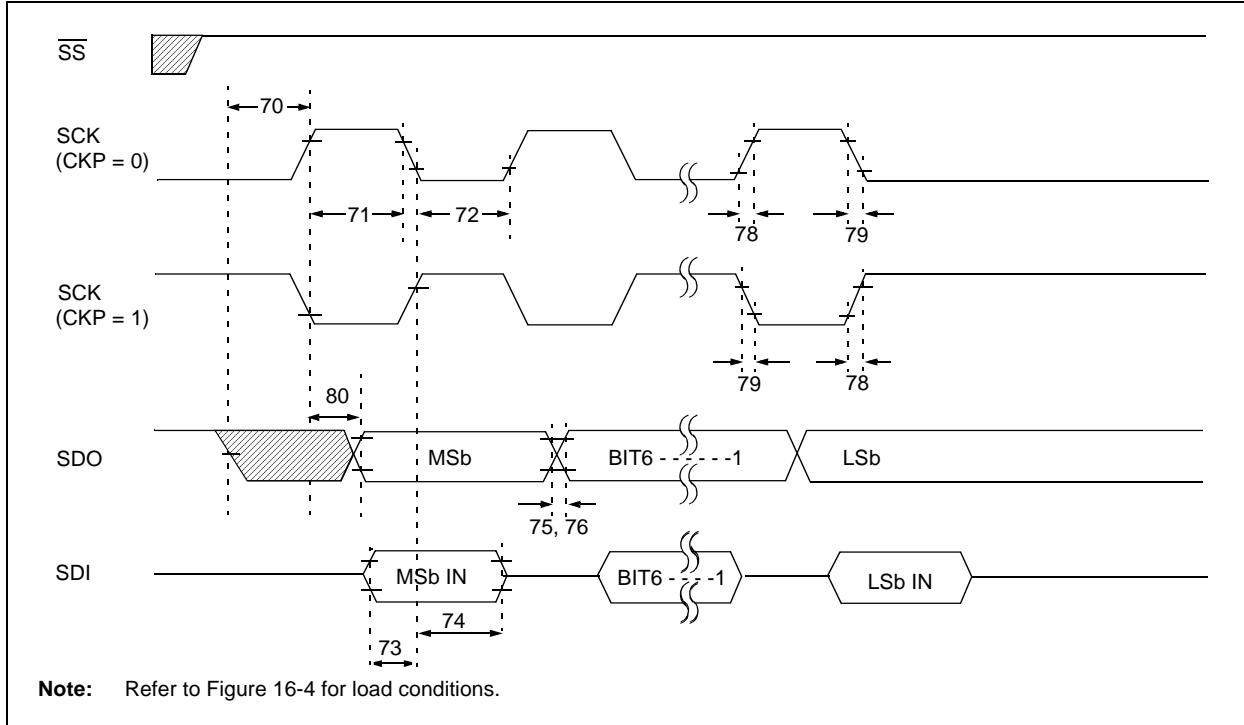 SS
70
SCK
(CKP = 0)
71
72
78
79
SCK
(CKP = 1)
79
78
80
SDO
MSb
BIT6 - - - - - -1
LSb
75, 76
SDI
MSb IN
BIT6 - - - - -1
LSb IN
74
73
Note: Refer to Figure 16-4 for load conditions.